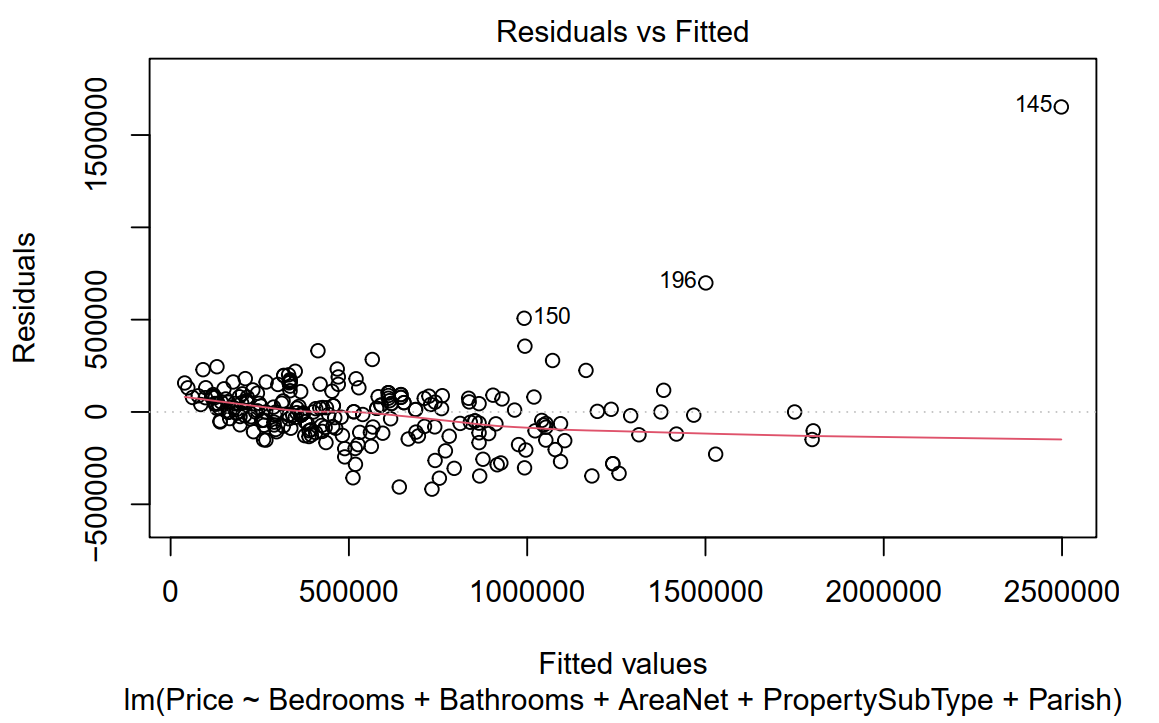 Residuals vs Fitted
Residuals
1500000
500000
0
−500000
145
196
150
0 500000 1000000 1500000 2000000 2500000
Fitted values
lm(Price ~ Bedrooms + Bathrooms + AreaNet + PropertySubType + Parish)